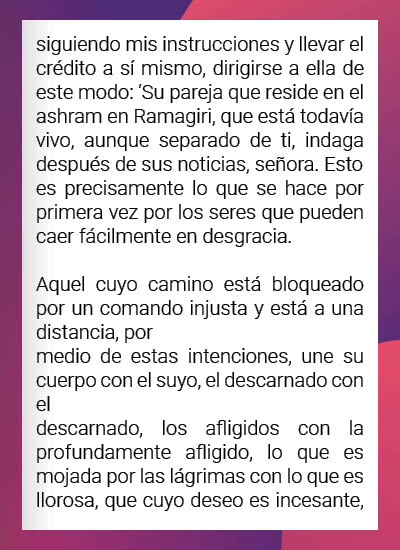 siguiendo mis instrucciones y llevar el
crédito a sí mismo, dirigirse a ella de
este modo: ‘Su pareja que reside en el
ashram en Ramagiri, que está todavía
vivo, aunque separado de ti, indaga
después de sus noticias, señora. Esto
es precisamente lo que se hace por
primera vez por los seres que pueden
caer fácilmente en desgracia.

Aquel cuyo camino está bloqueado
por un comando injusta y está a una
distancia, por
medio de estas intenciones, une su
cuerpo con el suyo, el descarnado con
el
descarnado, los afligidos con la
profundamente afligido, lo que es
mojada por las lágrimas con lo que es
llorosa, que cuyo deseo es incesante,